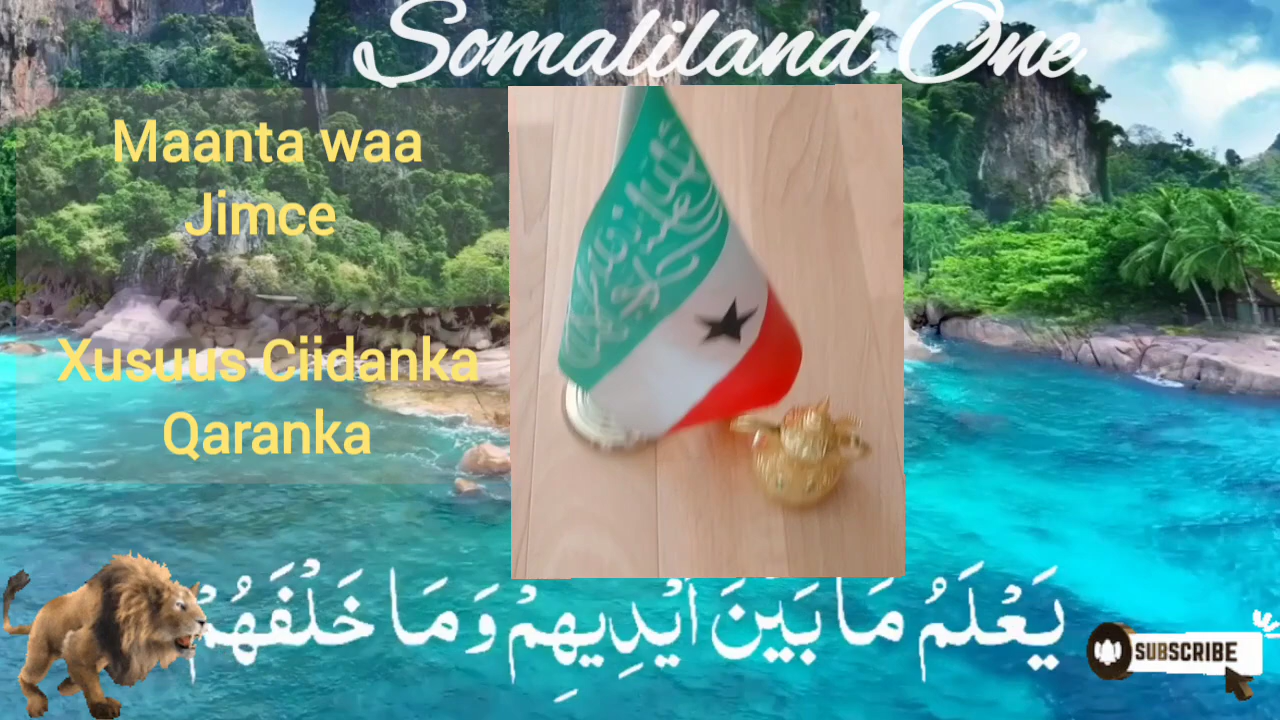 Somaliland One
Maanta waa
Jimce
Xusuus Ciidanka
Qaranka
يَعْلَمُ مَا بَيْنَ أَيْدِيهِمْ وَمَا خَلْفَهُمْ
SUBSCRIBE